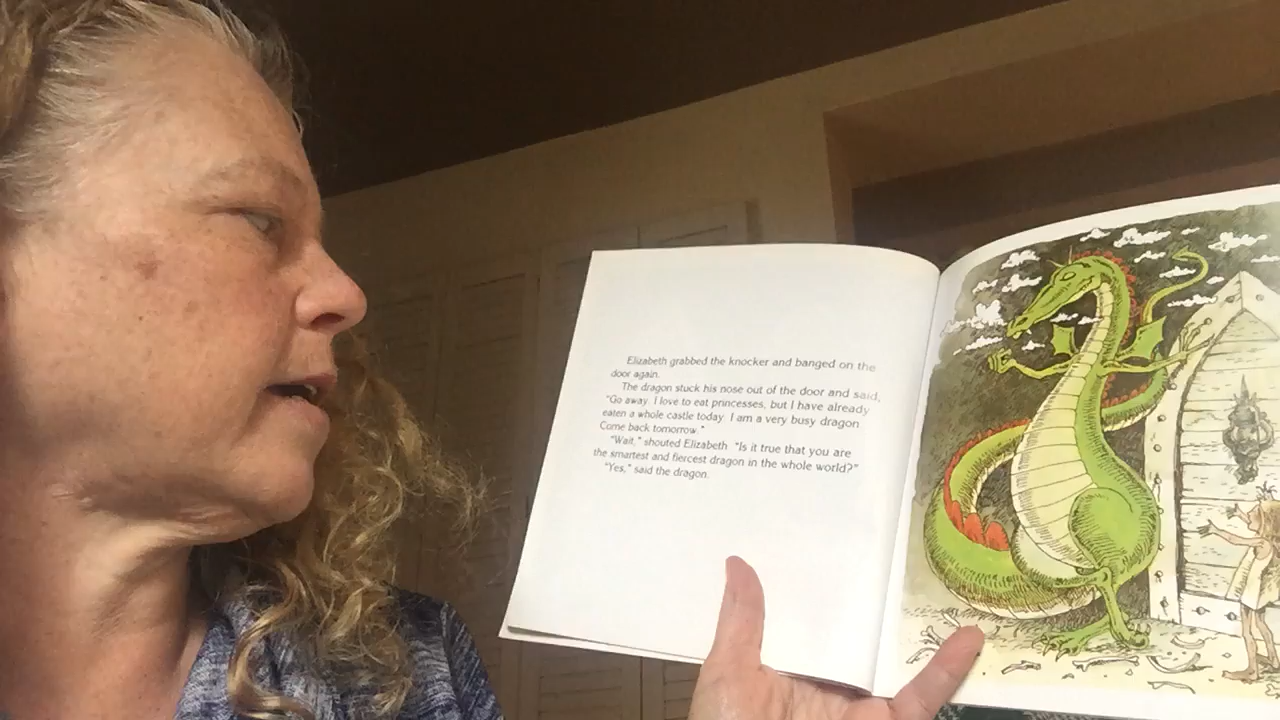 Elizabeth grabbed the knocker and banged on the
door again.
The dragon stuck his nose out of the door and said,
"Go away. I love to eat princesses, but I have already
eaten a whole castle today. I am a very busy dragon.
Come back tomorrow."
"Wait," shouted Elizabeth. "Is it true that you are
the smartest and fiercest dragon in the whole world?"
"Yes," said the dragon.